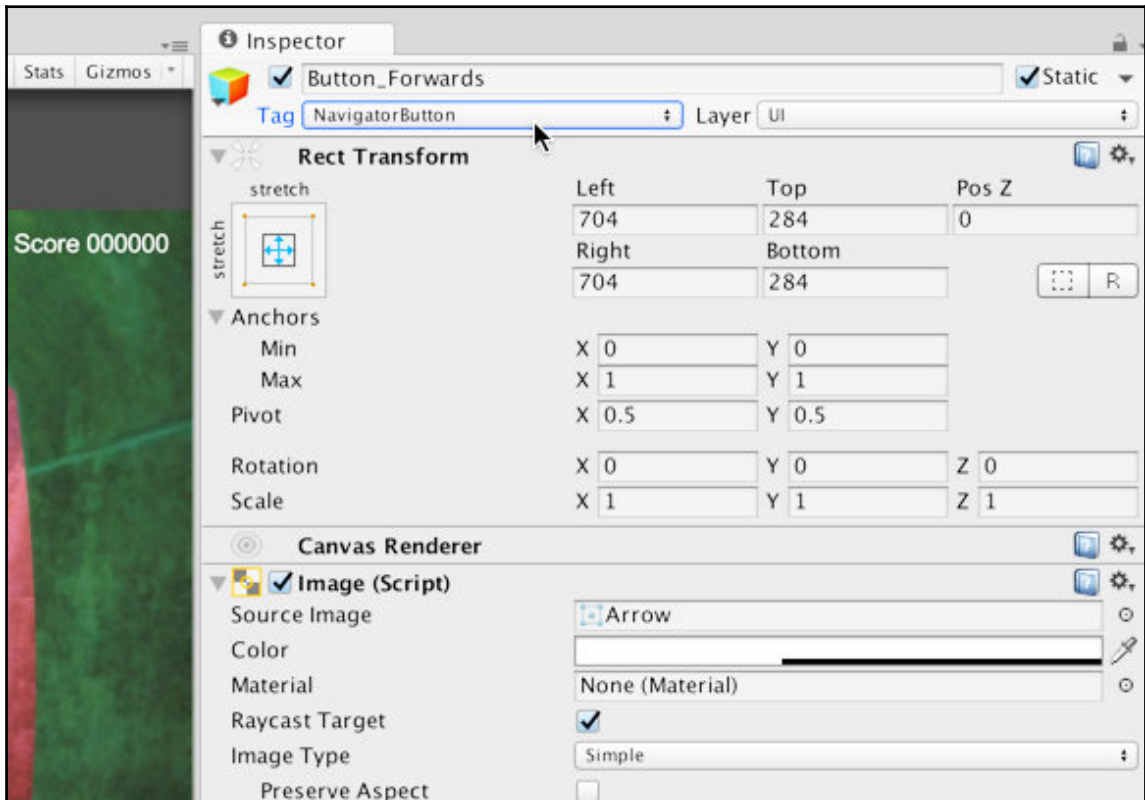 Inspector
Stats Gizmos
Button_Forwards Static
Tag NavigatorButton Layer UI
Rect Transform
stretch Left Top Pos Z
stretch 704 284 0
Score 000000
Right Bottom
704 284 R
Anchors
Min X 0 Y 0
Max X 1 Y 1
Pivot X 0.5 Y 0.5
Rotation X 0 Y 0 Z 0
Scale X 1 Y 1 Z 1
Canvas Renderer
Image (Script)
Source Image Arrow
Color
Material None (Material)
Raycast Target
Image Type Simple
Preserve Aspect